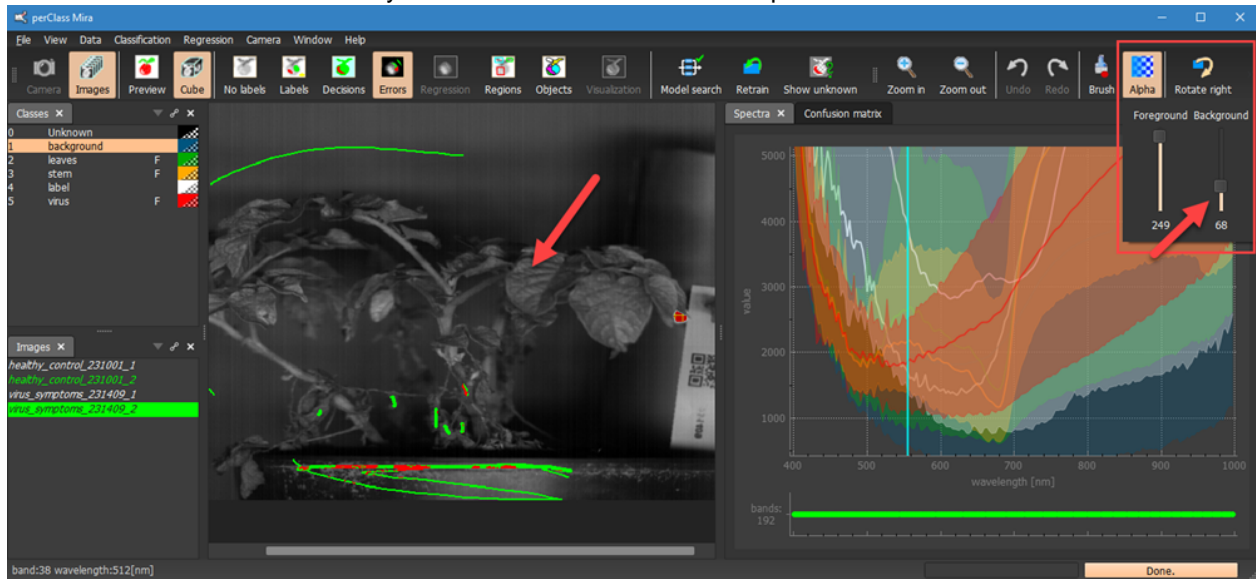 perClass Mira
File View Data Classification Regression Camera Window Help
Camera Images Preview Cube No labels Labels Decisions Errors Regression Regions Objects Visualization Model search Retrain Show unknown Zoom in Zoom out Undo Redo Brush Alpha Rotate right
Classes
0 Unknown
1 background
2 leaves F
3 stem F
4 label
5 virus F
Images
healthy_control_231001_1
healthy_control_231001_2
virus_symptoms_231409_1
virus_symptoms_231409_2
Spectra Confusion matrix
Foreground Background
249 68
5000
4000
3000
2000
1000
value
400 500 600 700 800 900 1000
wavelength [nm]
bands:
192
band:38 wavelength:512[nm]
Done.